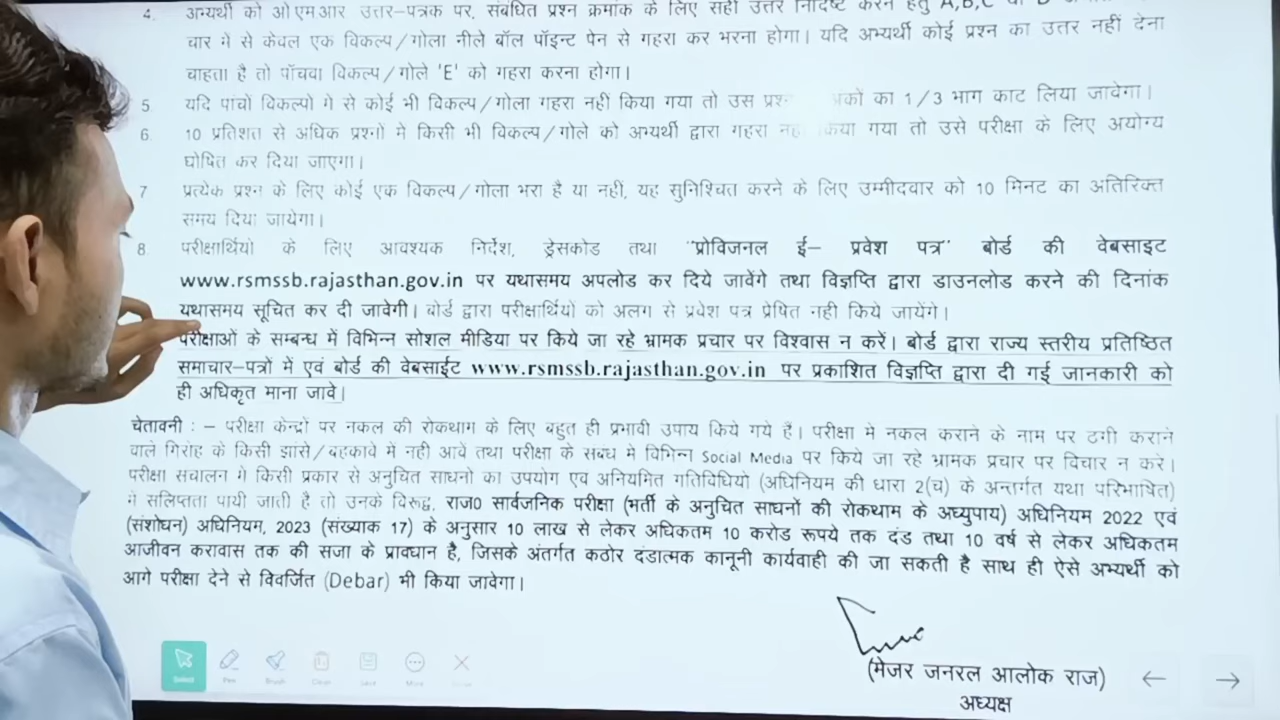 4. अभ्यर्थी को ओएमआर उत्तर-पत्रक पर, संबंधित प्रश्न क्रमांक के लिए सही उत्तर निर्दिष्ट करने हेतु A,B,C या D
चार में से केवल एक विकल्प/गोला नीले बॉल पॉइन्ट पेन से गहरा कर भरना होगा। यदि अभ्यर्थी कोई प्रश्न का उत्तर नहीं देना
चाहता है तो पॉचवा विकल्प/गोले 'E' को गहरा करना होगा।
5. यदि पांचों विकल्पो में से कोई भी विकल्प/गोला गहरा नहीं किया गया तो उस प्रश्न अंकों का 1/3 भाग काट लिया जावेगा।
6. 10 प्रतिशत से अधिक प्रश्नो मे किसी भी विकल्प/गोले को अभ्यर्थी द्वारा गहरा नहीं किया गया तो उसे परीक्षा के लिए अयोग्य
घोषित कर दिया जाएगा।
7 प्रत्येक प्रश्न के लिए कोई एक विकल्प/गोला भरा है या नहीं, यह सुनिश्चित करने के लिए उम्मीदवार को 10 मिनट का अतिरिक्त
समय दिया जायेगा।
8. परीक्षार्थियो के लिए आवश्यक निर्देश, ड्रेसकोड तथा "प्रोविजनल ई– प्रवेश पत्र" बोर्ड की वेबसाइट
www.rsmssb.rajasthan.gov.in पर यथासमय अपलोड कर दिये जावेंगे तथा विज्ञप्ति द्वारा डाउनलोड करने की दिनांक
यथासमय सूचित कर दी जावेगी। बोर्ड द्वारा परीक्षार्थियों को अलग से प्रवेश पत्र प्रेषित नही किये जायेंगे।
परीक्षाओं के सम्बन्ध में विभिन्न सोशल मीडिया पर किये जा रहे भ्रामक प्रचार पर विश्वास न करें। बोर्ड द्वारा राज्य स्तरीय प्रतिष्ठित
समाचार-पत्रों में एवं बोर्ड की वेबसाईट www.rsmssb.rajasthan.gov.in पर प्रकाशित विज्ञप्ति द्वारा दी गई जानकारी को
ही अधिकृत माना जावे।
चेतावनी : – परीक्षा केन्द्रों पर नकल की रोकथाम के लिए बहुत ही प्रभावी उपाय किये गये हैं। परीक्षा मे नकल कराने के नाम पर ठगी कराने
वाले गिरोह के किसी झांसे/बहकावे में नही आवें तथा परीक्षा के संबंध मे विभिन्न Social Media पर किये जा रहे भ्रामक प्रचार पर विचार न करें।
परीक्षा संचालन मे किसी प्रकार से अनुचित साधनो का उपयोग एव अनियमित गतिविधियो (अधिनियम की धारा 2(च) के अन्तर्गत यथा परिभाषित)
मे संलिप्तता पायी जाती है तो उनके विरूद्ध, राज0 सार्वजनिक परीक्षा (भर्ती के अनुचित साधनों की रोकथाम के अध्युपाय) अधिनियम 2022 एवं
(संशोधन) अधिनियम, 2023 (संख्याक 17) के अनुसार 10 लाख से लेकर अधिकतम 10 करोड रूपये तक दंड तथा 10 वर्ष से लेकर अधिकतम
आजीवन करावास तक की सजा के प्रावधान है, जिसके अंतर्गत कठोर दंडात्मक कानूनी कार्यवाही की जा सकती है साथ ही ऐसे अभ्यर्थी को
आगे परीक्षा देने से विवर्जित (Debar) भी किया जावेगा।
(मेजर जनरल आलोक राज)
अध्यक्ष
Select Pen Brush Clean More